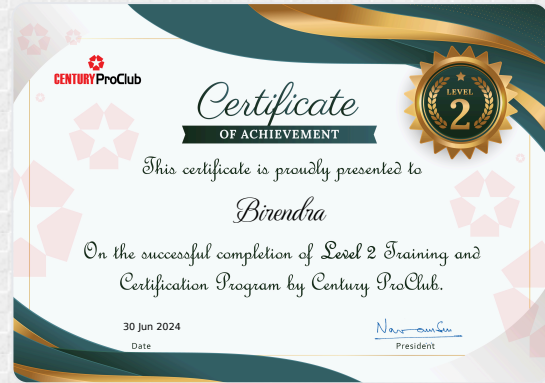 CENTURY ProClub
Certificate
OF ACHIEVEMENT
LEVEL
2
This certificate is proudly presented to
Birendra
On the successful completion of Level 2 Training and
Certification Program by Century ProClub.
30 Jun 2024
Date
President